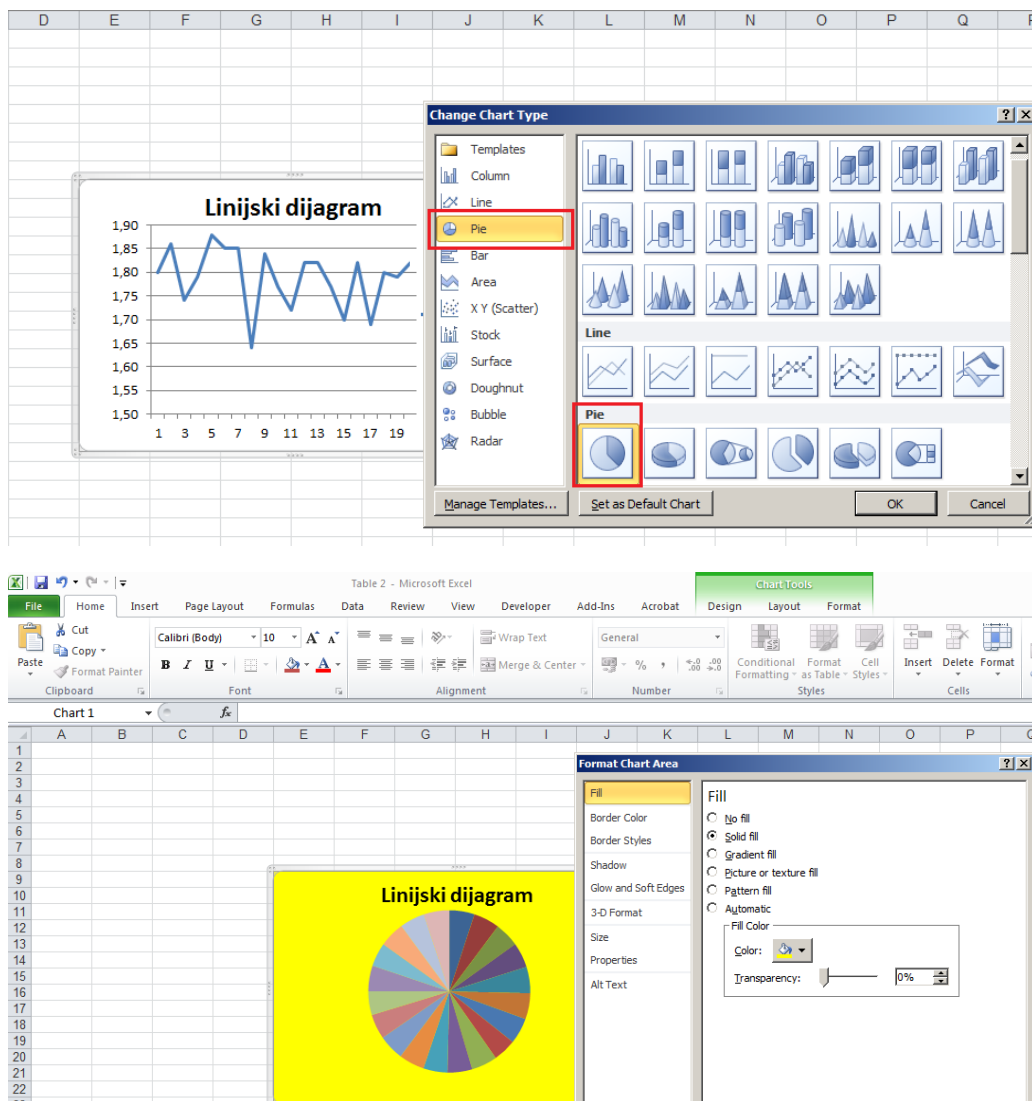 D E F G H I J K L M N O P Q
Change Chart Type
Templates
Column
Line
Pie
Bar
Area
X Y (Scatter)
Stock
Surface
Doughnut
Bubble
Radar
Line
Pie
Manage Templates...
Set as Default Chart
OK
Cancel
Linijski dijagram
1,90
1,85
1,80
1,75
1,70
1,65
1,60
1,55
1,50
1 3 5 7 9 11 13 15 17 19
Table 2 - Microsoft Excel
Chart Tools
File Home Insert Page Layout Formulas Data Review View Developer Add-Ins Acrobat Design Layout Format
Paste
Cut
Copy
Format Painter
Clipboard
Calibri (Body) 10 A A
B I U A
Font
Wrap Text
Merge & Center
Alignment
General
% , .00 .00
Number
Conditional Formatting
Format as Table
Cell Styles
Styles
Insert Delete Format
Cells
Chart 1 fx
A B C D E F G H I J K L M N O P
1
2
3
4
5
6
7
8
9
10
11
12
13
14
15
16
17
18
19
20
21
22
Linijski dijagram
Format Chart Area
Fill
Border Color
Border Styles
Shadow
Glow and Soft Edges
3-D Format
Size
Properties
Alt Text
Fill
No fill
Solid fill
Gradient fill
Picture or texture fill
Pattern fill
Automatic
Fill Color
Color:
Transparency: 0%